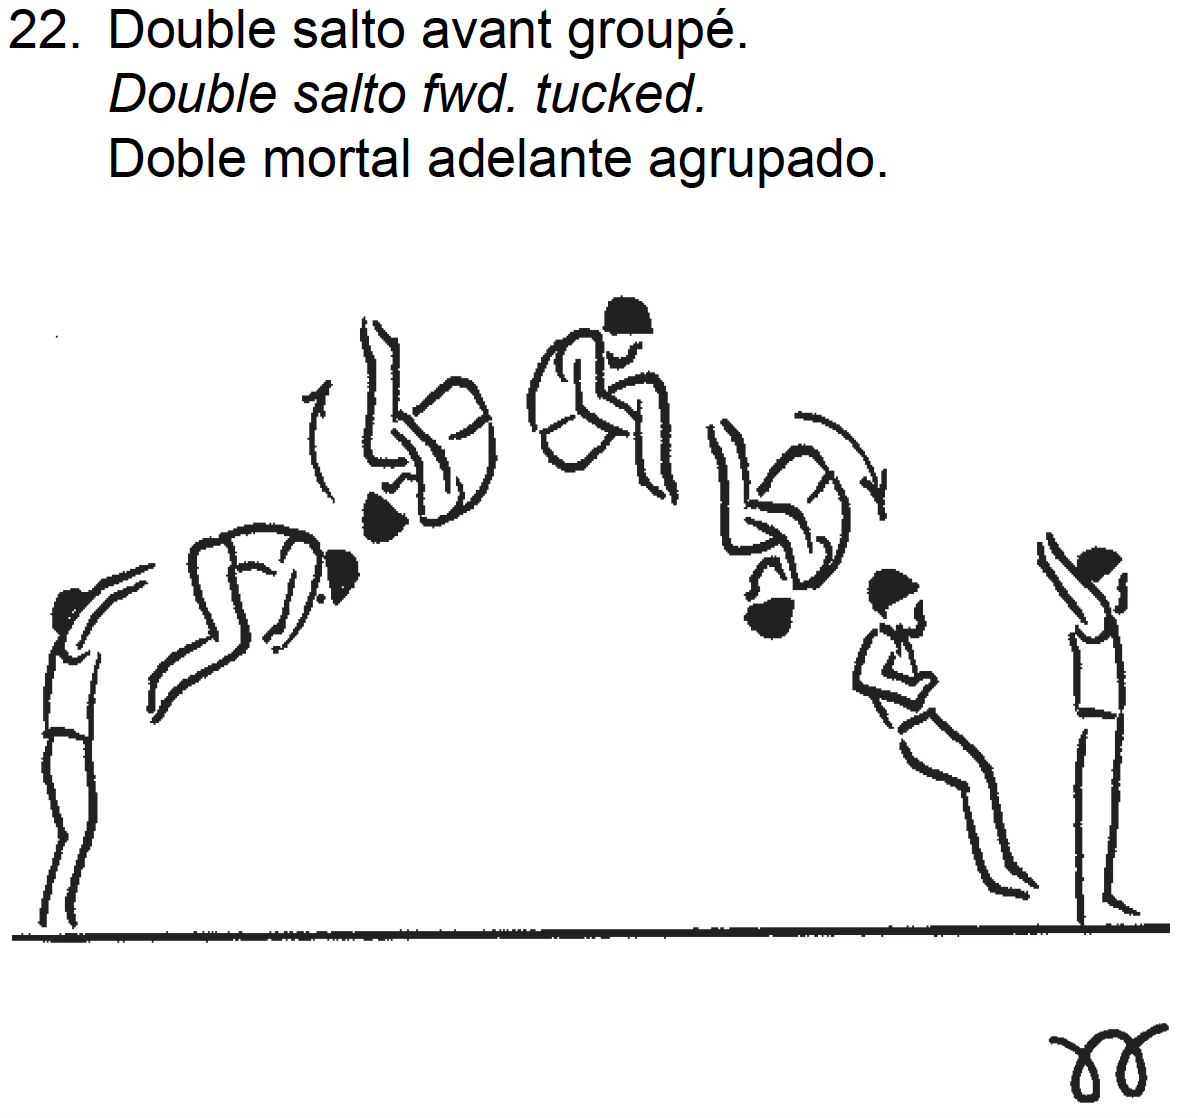 22. Double salto avant groupé.
Double salto fwd. tucked.
Doble mortal adelante agrupado.